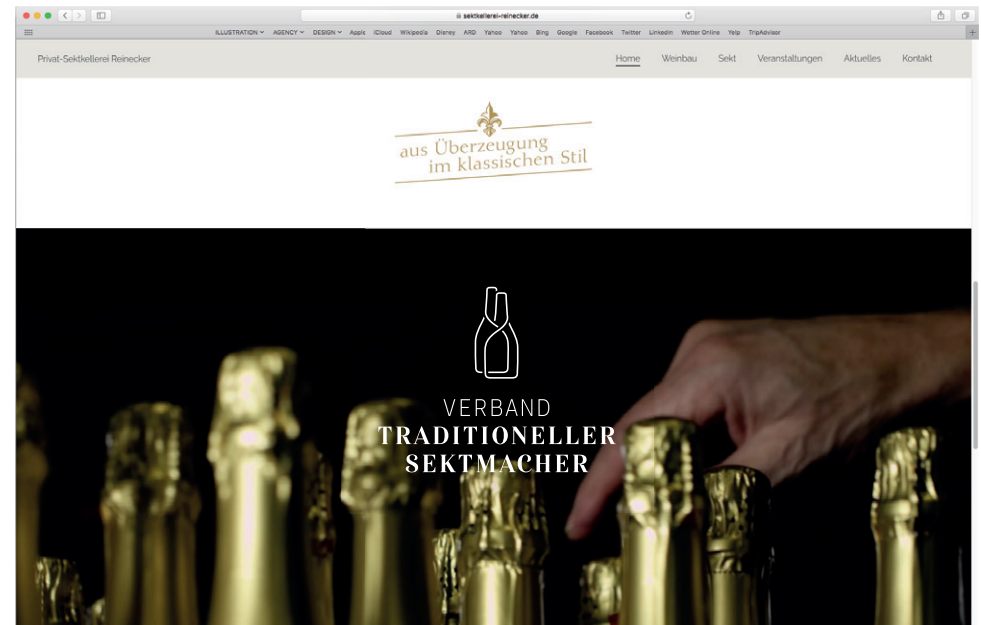 sektkellerei-reinecker.de
ILLUSTRATION AGENCY DESIGN Apple iCloud Wikipedia Disney ARD Yahoo Yahoo Bing Google Facebook Twitter LinkedIn Wetter Online Yelp TripAdvisor
Privat-Sektkellerei Reinecker Home Weinbau Sekt Veranstaltungen Aktuelles Kontakt
aus Überzeugung
im klassischen Stil
VERBAND
TRADITIONELLER
SEKTMACHER